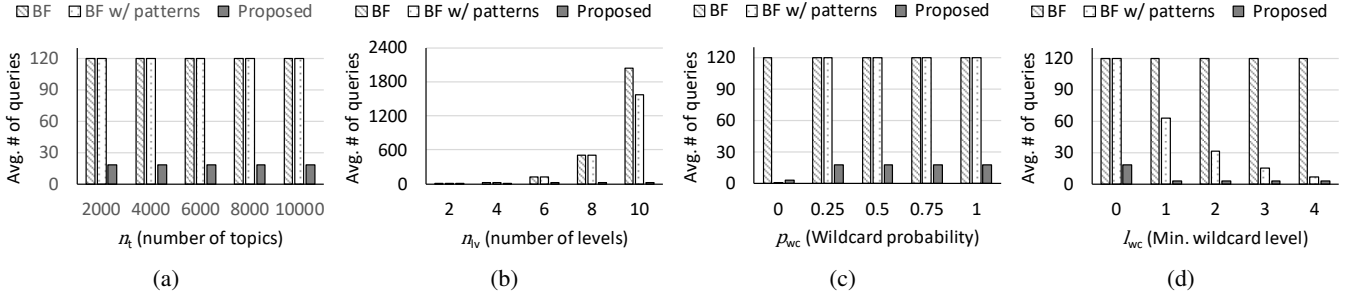 BF BF w/ patterns Proposed
Avg. # of queries
120
90
60
30
0
2000 4000 6000 8000 10000
nt (number of topics)
(a)
BF BF w/ patterns Proposed
Avg. # of queries
2400
1800
1200
600
0
2 4 6 8 10
nlv (number of levels)
(b)
BF BF w/ patterns Proposed
Avg. # of queries
120
90
60
30
0
0 0.25 0.5 0.75 1
pwc (Wildcard probability)
(c)
BF BF w/ patterns Proposed
Avg. # of queries
120
90
60
30
0
0 1 2 3 4
lwc (Min. wildcard level)
(d)